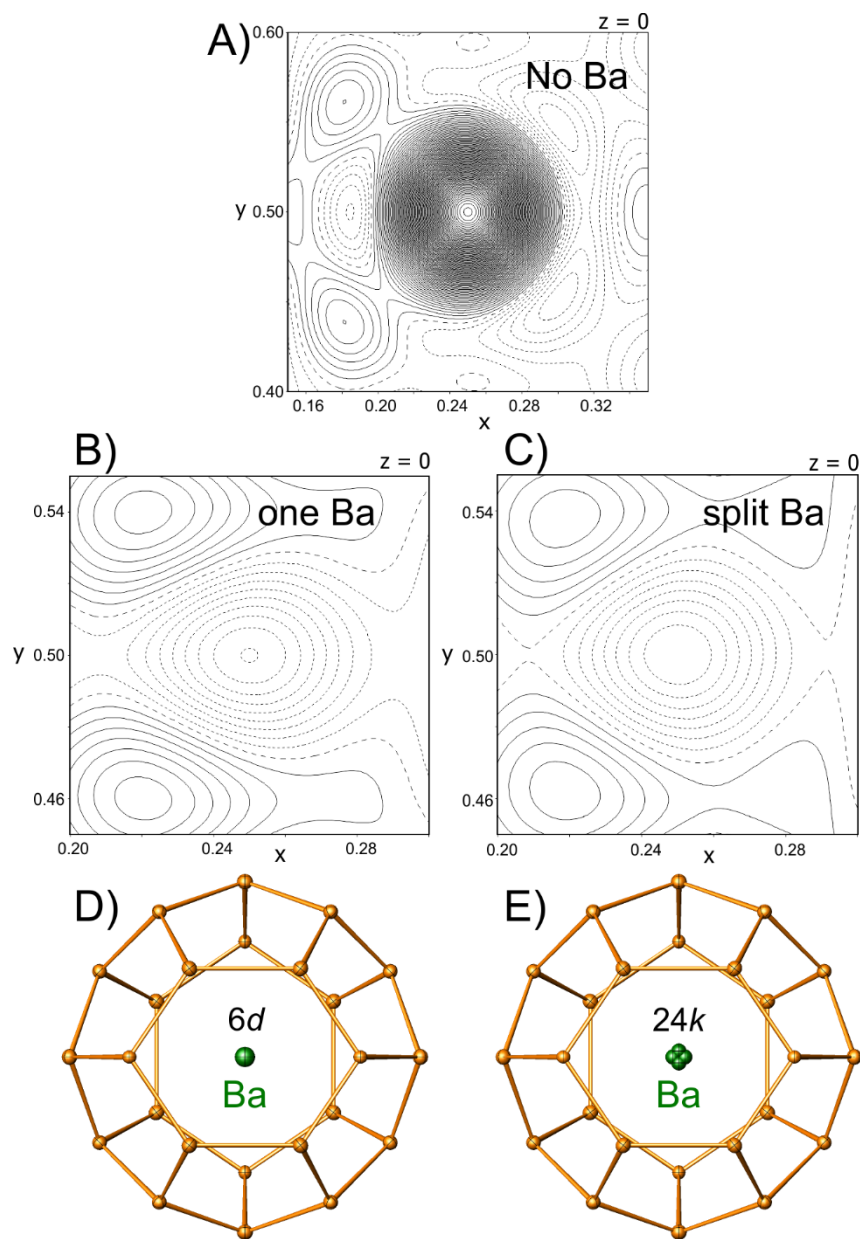 A)
z = 0
No Ba
0.60
y 0.50
0.40
0.16 0.20 0.24 0.28 0.32
x
B)
z = 0
one Ba
0.54
y 0.50
0.46
0.20 0.24 0.28
x
C)
z = 0
split Ba
0.54
y 0.50
0.46
0.20 0.24 0.28
x
D)
6d
Ba
E)
24k
Ba